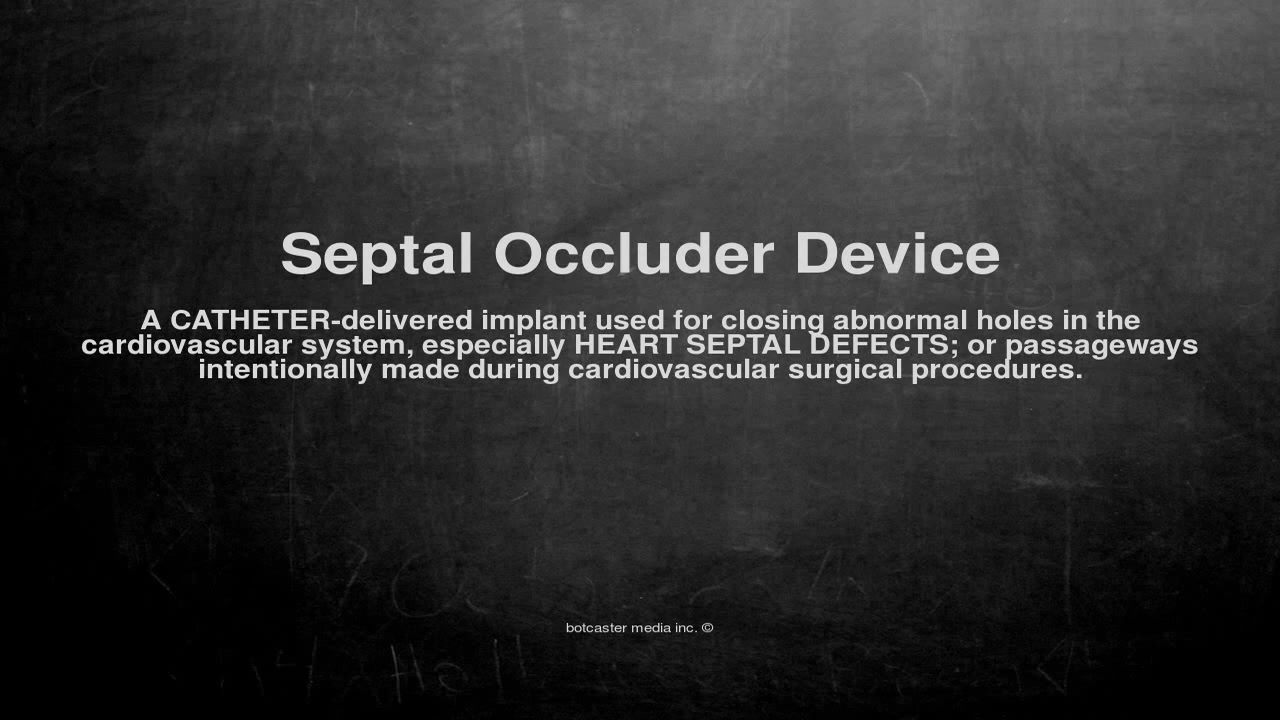 Septal Occluder Device
A CATHETER-delivered implant used for closing abnormal holes in the
cardiovascular system, especially HEART SEPTAL DEFECTS; or passageways
intentionally made during cardiovascular surgical procedures.
botcaster media inc. ©